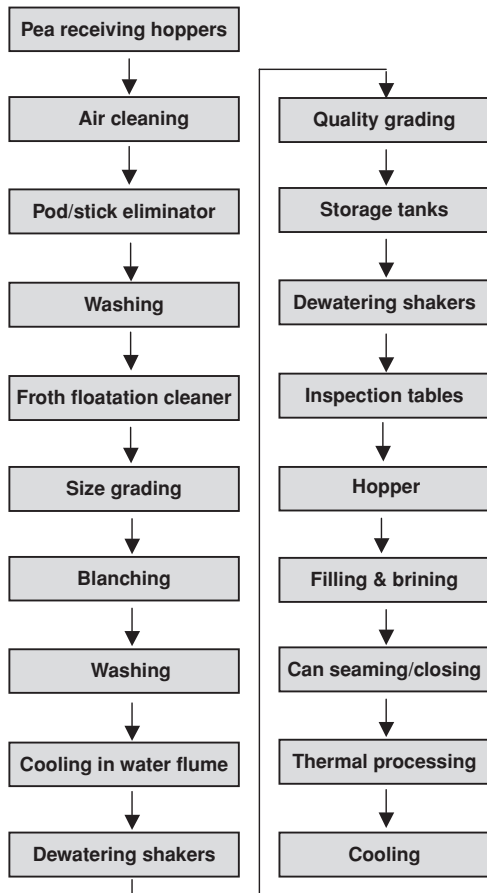 Pea receiving hoppers
Air cleaning
Pod/stick eliminator
Washing
Froth floatation cleaner
Size grading
Blanching
Washing
Cooling in water flume
Dewatering shakers
Quality grading
Storage tanks
Dewatering shakers
Inspection tables
Hopper
Filling & brining
Can seaming/closing
Thermal processing
Cooling